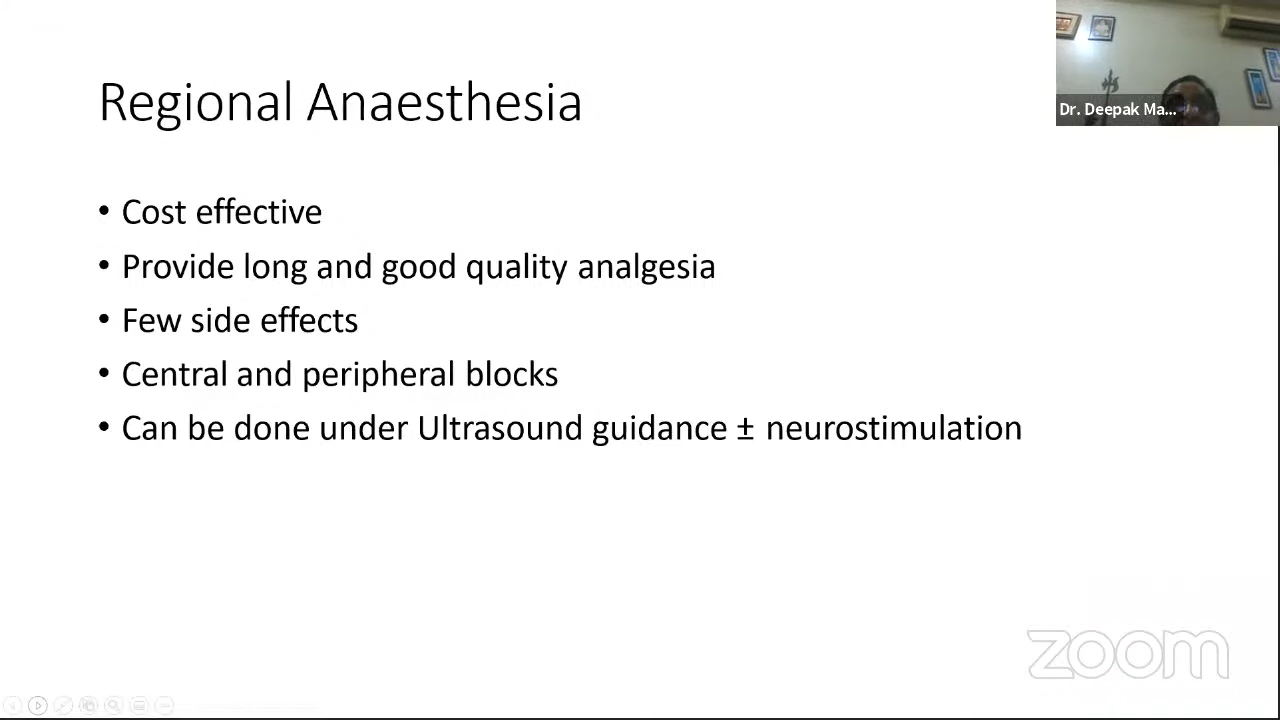 Regional Anaesthesia
Dr. Deepak Ma...
• Cost effective
• Provide long and good quality analgesia
• Few side effects
• Central and peripheral blocks
• Can be done under Ultrasound guidance ± neurostimulation
zoom